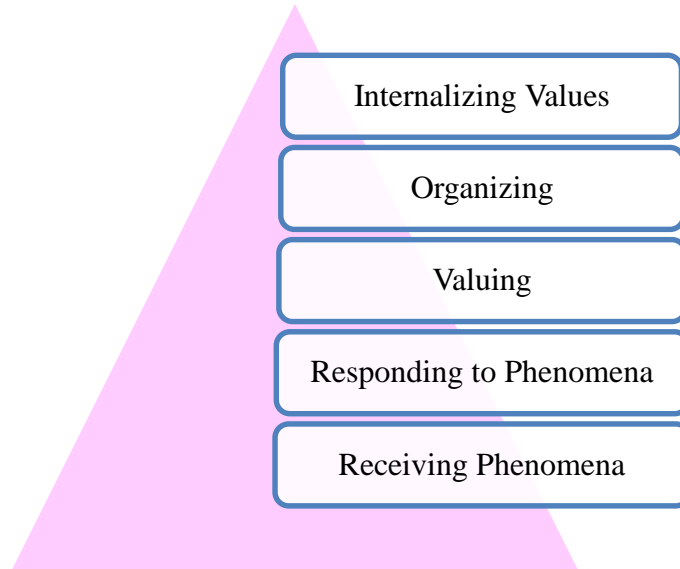 Internalizing Values
Organizing
Valuing
Responding to Phenomena
Receiving Phenomena